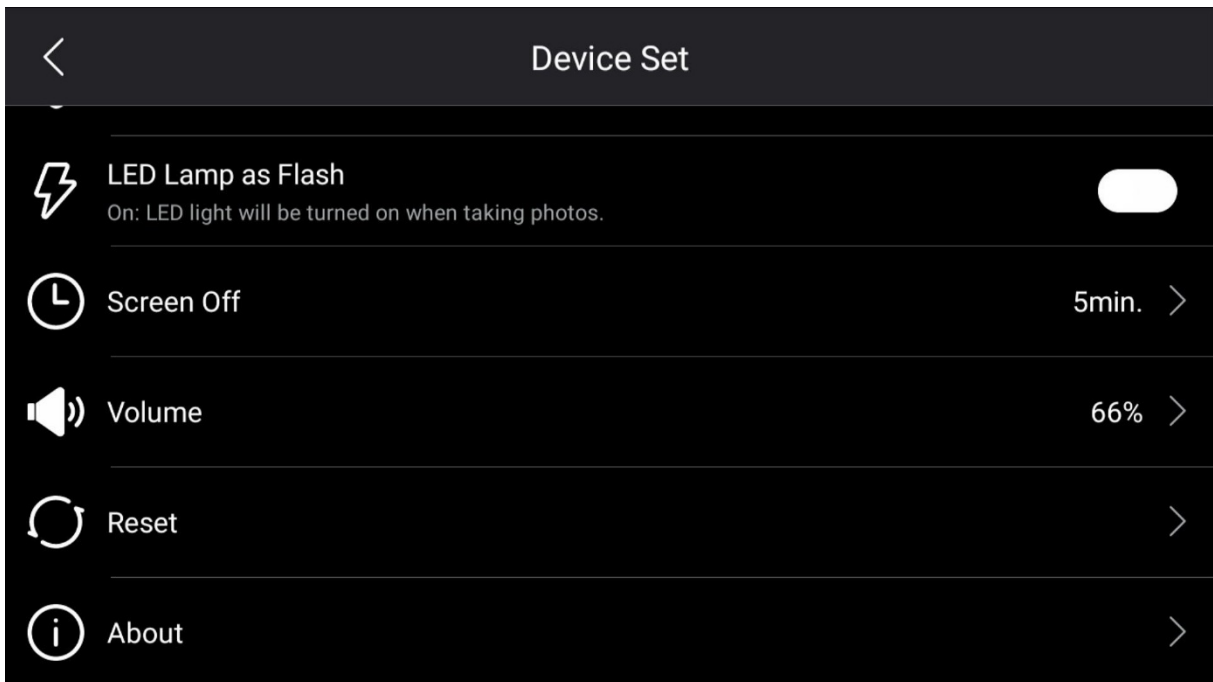 Device Set
LED Lamp as Flash
On: LED light will be turned on when taking photos.
Screen Off
5min.
Volume
66%
Reset
About